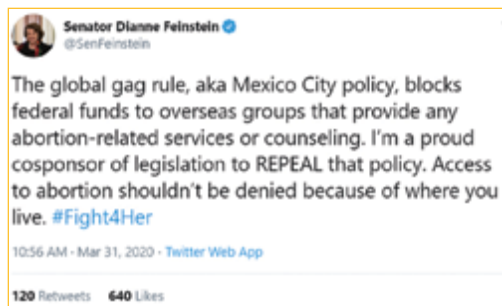 Senator Dianne Feinstein
@SenFeinstein
The global gag rule, aka Mexico City policy, blocks
federal funds to overseas groups that provide any
abortion-related services or counseling. I'm a proud
cosponsor of legislation to REPEAL that policy. Access
to abortion shouldn't be denied because of where you
live. #Fight4Her
10:56 AM · Mar 31, 2020 · Twitter Web App
120 Retweets 640 Likes